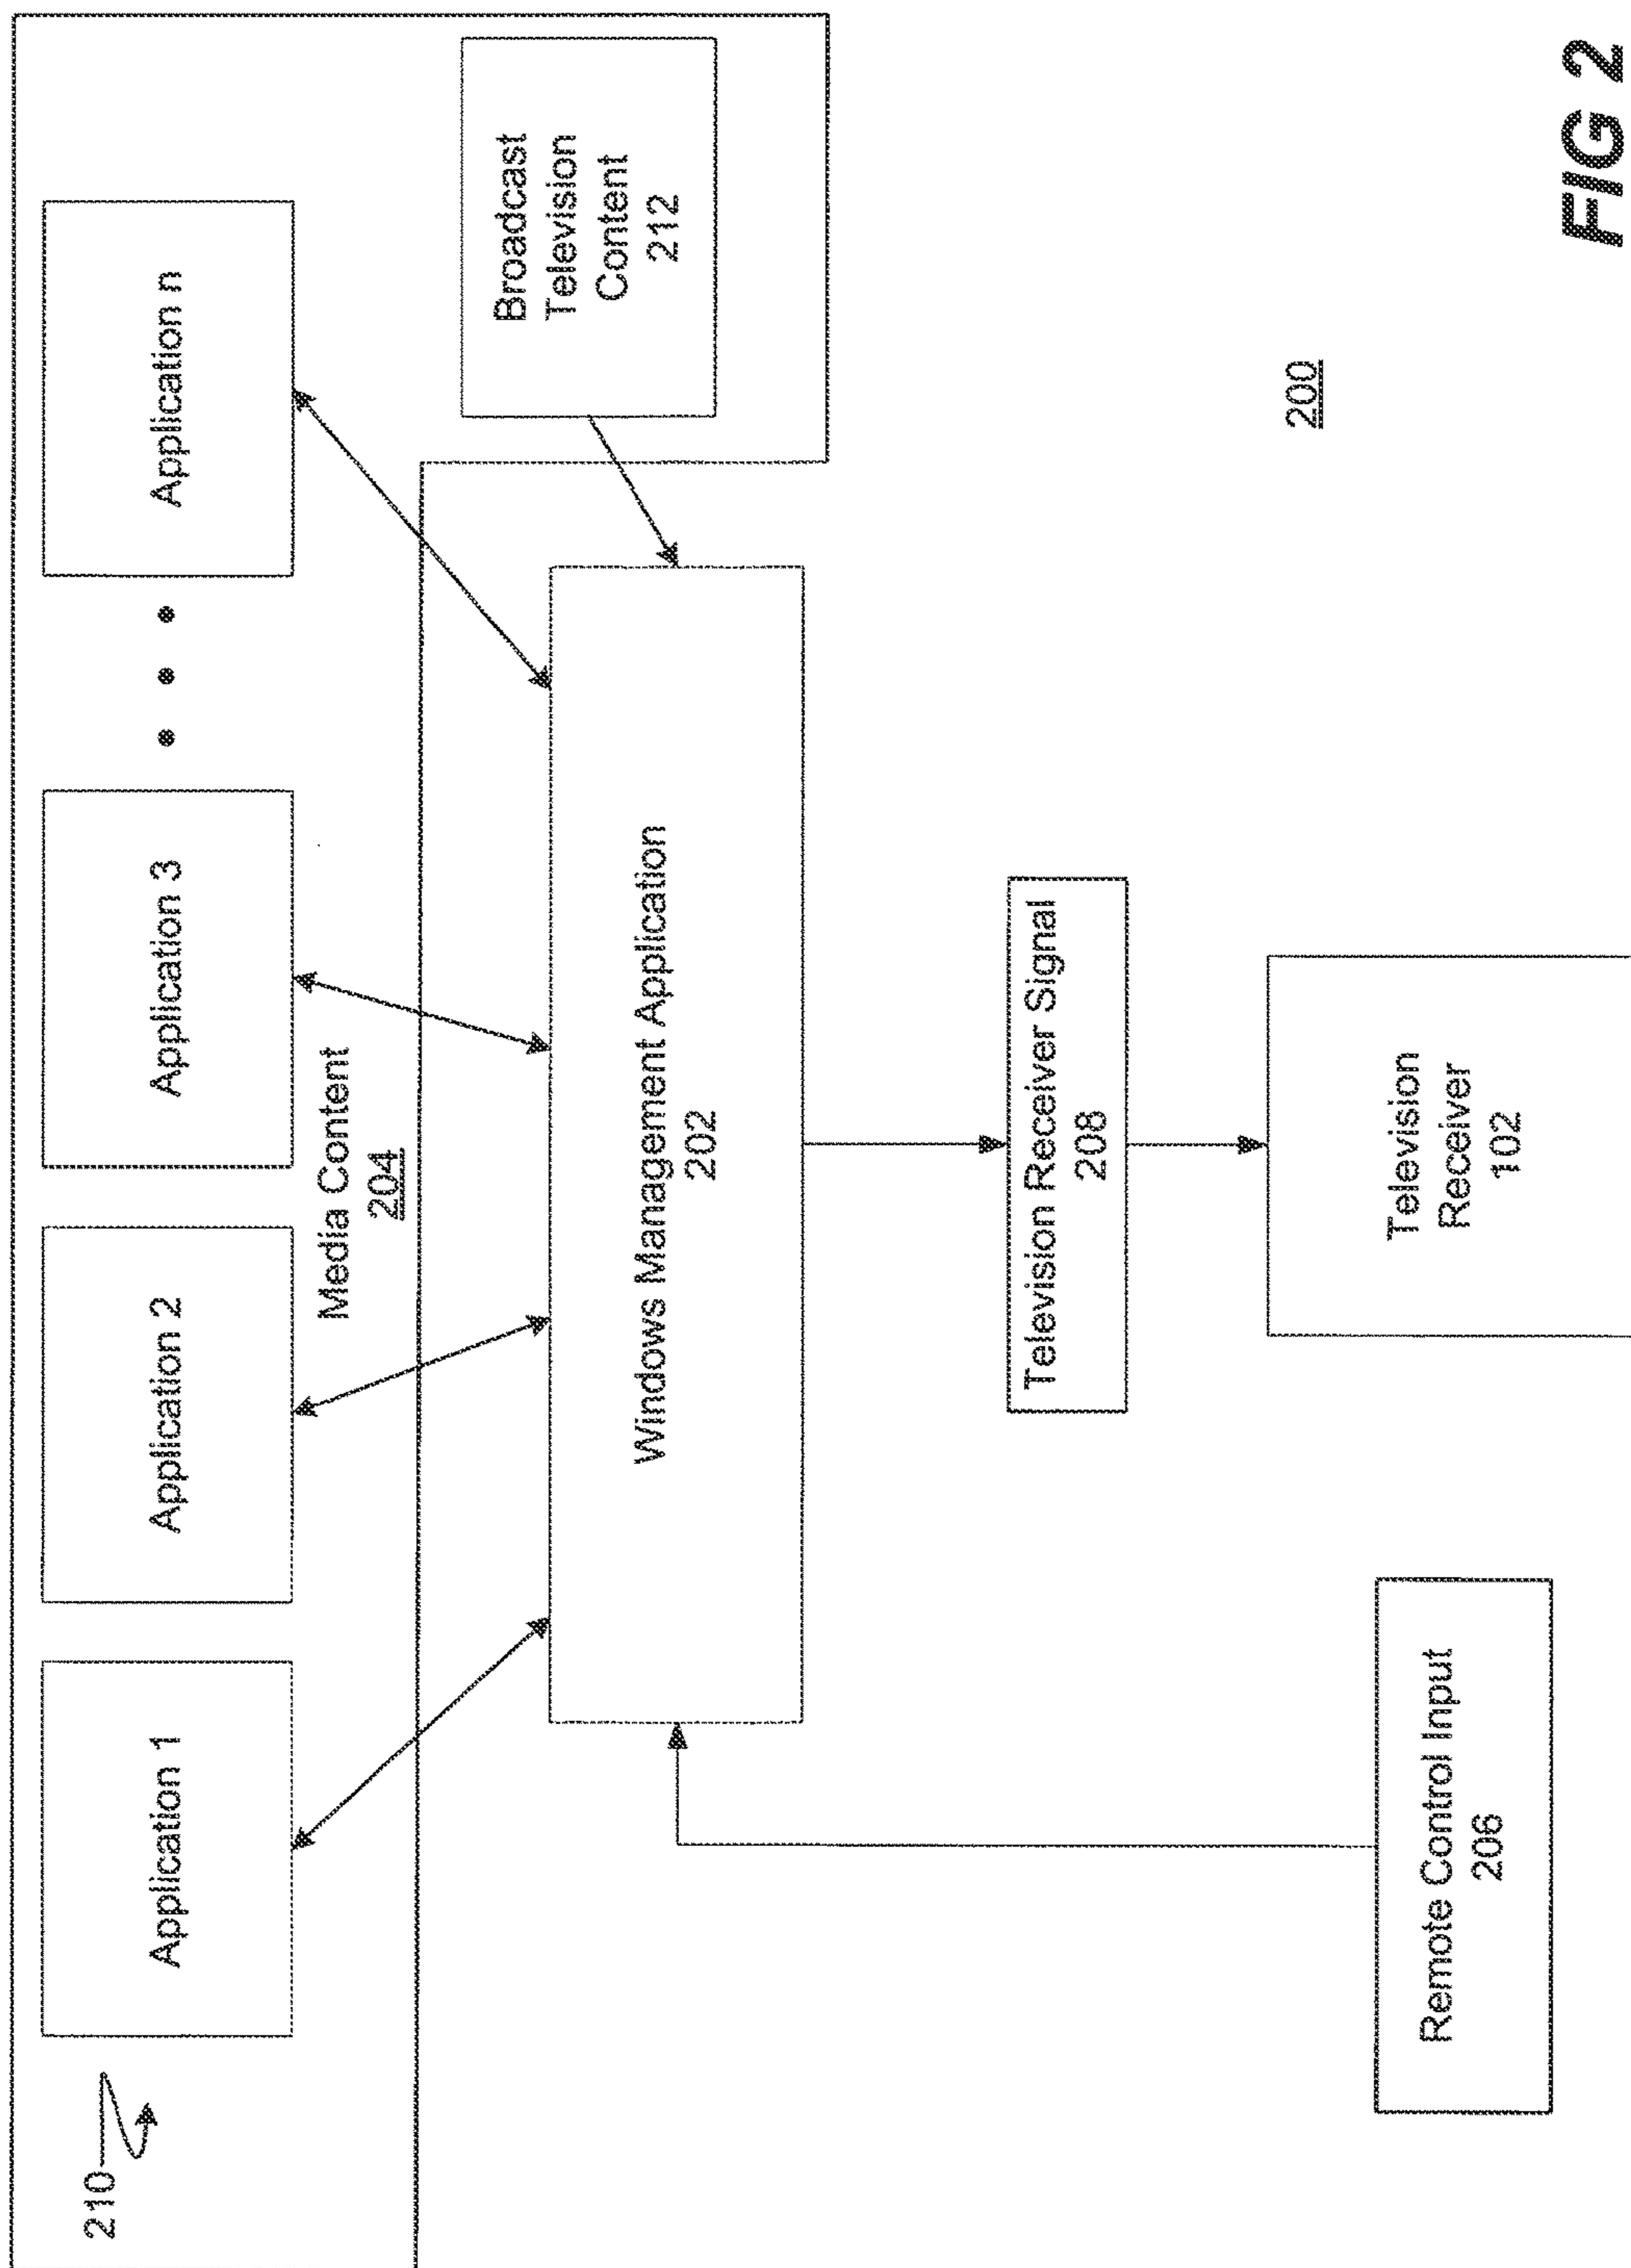 210
Application 1
Application 2
Application 3
Application n
Media Content
204
Broadcast
Television
Content
212
Windows Management Application
202
Television Receiver Signal
208
Remote Control Input
206
Television
Receiver
102
200
FIG 2